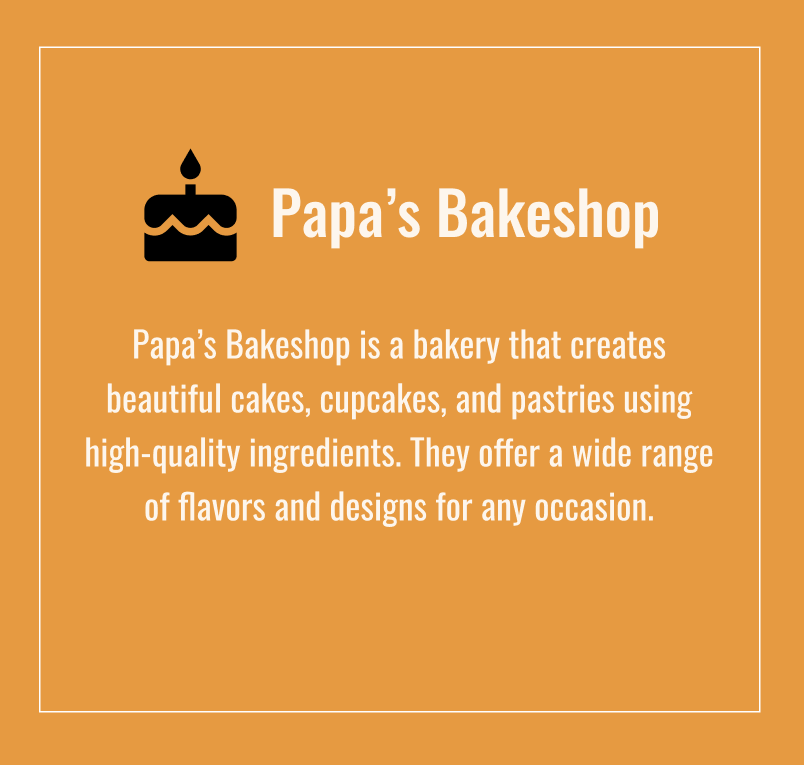 Papa’s Bakeshop
Papa’s Bakeshop is a bakery that creates
beautiful cakes, cupcakes, and pastries using
high-quality ingredients. They offer a wide range
of flavors and designs for any occasion.